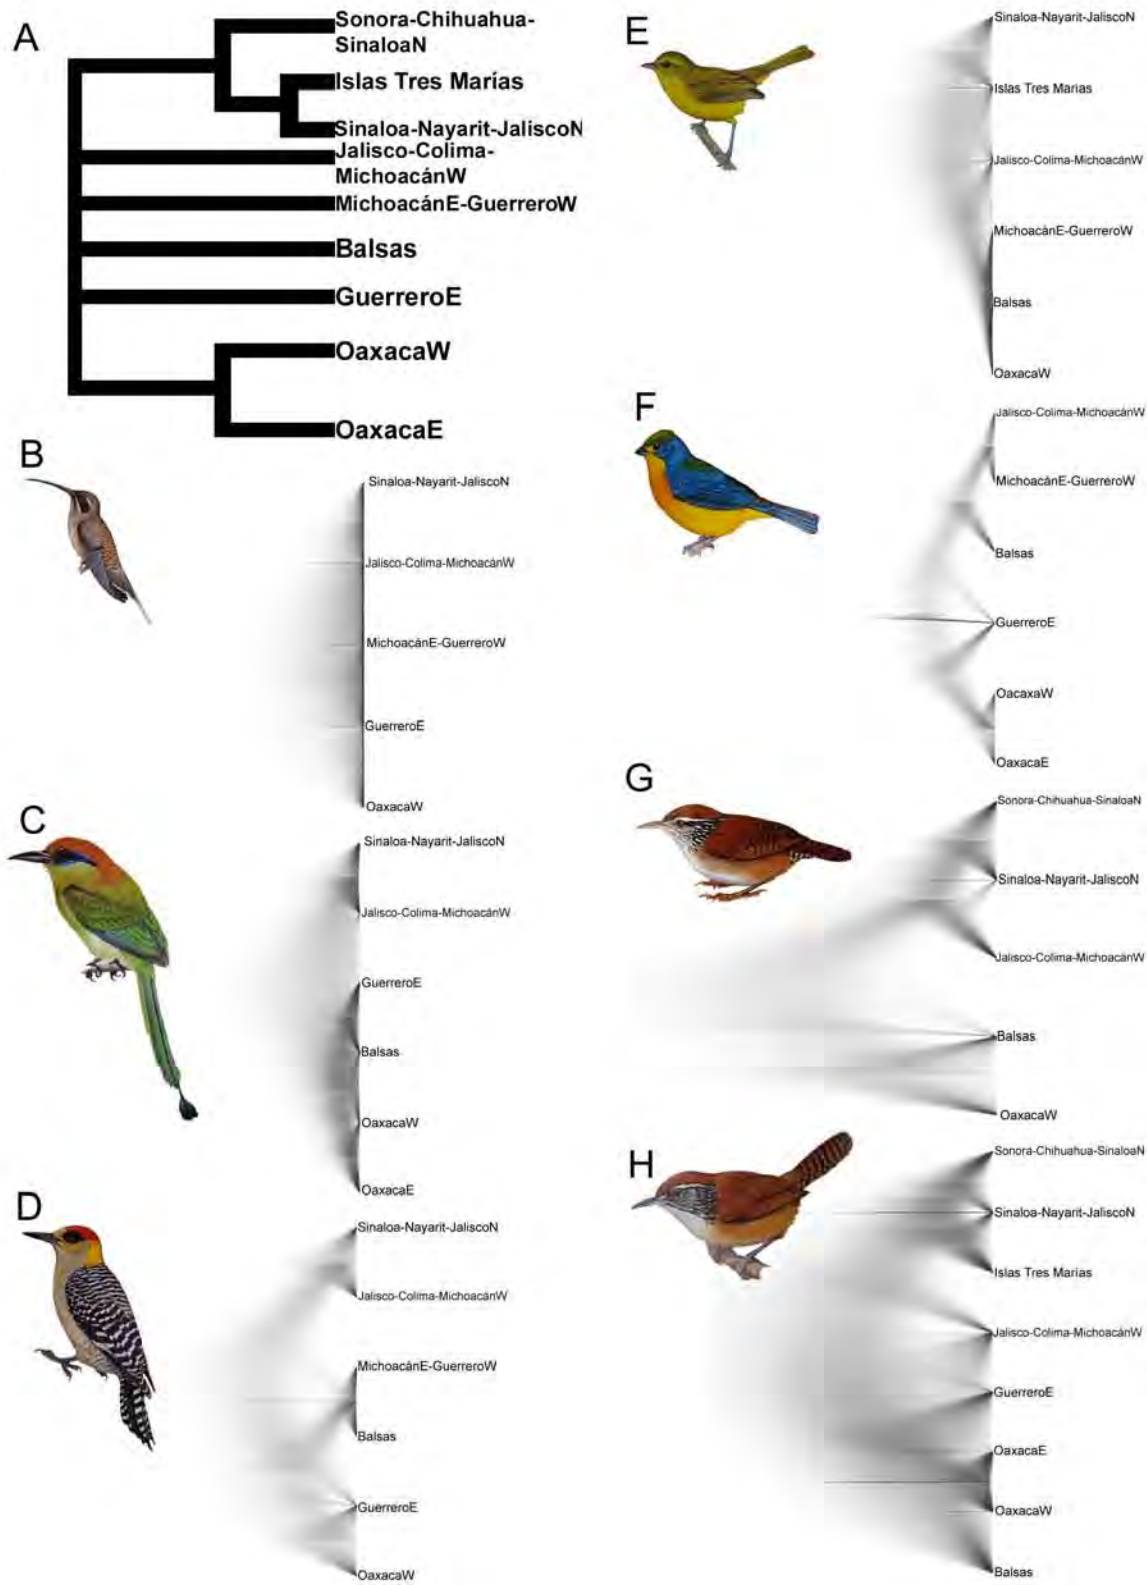 A
Sonora-Chihuahua-
SinaloaN
Islas Tres Marías
Sinaloa-Nayarit-JaliscoN
Jalisco-Colima-
MichoacánW
MichoacánE-GuerreroW
Balsas
GuerreroE
OaxacaW
OaxacaE
B
Sinaloa-Nayarit-JaliscoN
Jalisco-Colima-MichoacánW
MichoacánE-GuerreroW
GuerreroE
OaxacaW
C
Sinaloa-Nayarit-JaliscoN
Jalisco-Colima-MichoacánW
GuerreroE
Balsas
OaxacaW
OaxacaE
D
Sinaloa-Nayarit-JaliscoN
Jalisco-Colima-MichoacánW
MichoacánE-GuerreroW
Balsas
GuerreroE
OaxacaW
E
Sinaloa-Nayarit-JaliscoN
Islas Tres Marías
Jalisco-Colima-MichoacánW
MichoacánE-GuerreroW
Balsas
OaxacaW
F
Jalisco-Colima-MichoacánW
MichoacánE-GuerreroW
Balsas
GuerreroE
OacaxaW
OaxacaE
G
Sonora-Chihuahua-SinaloaN
Sinaloa-Nayarit-JaliscoN
Jalisco-Colima-MichoacánW
Balsas
OaxacaW
H
Sonora-Chihuahua-SinaloaN
Sinaloa-Nayarit-JaliscoN
Islas Tres Marías
Jalisco-Colima-MichoacánW
GuerreroE
OaxacaE
OaxacaW
Balsas